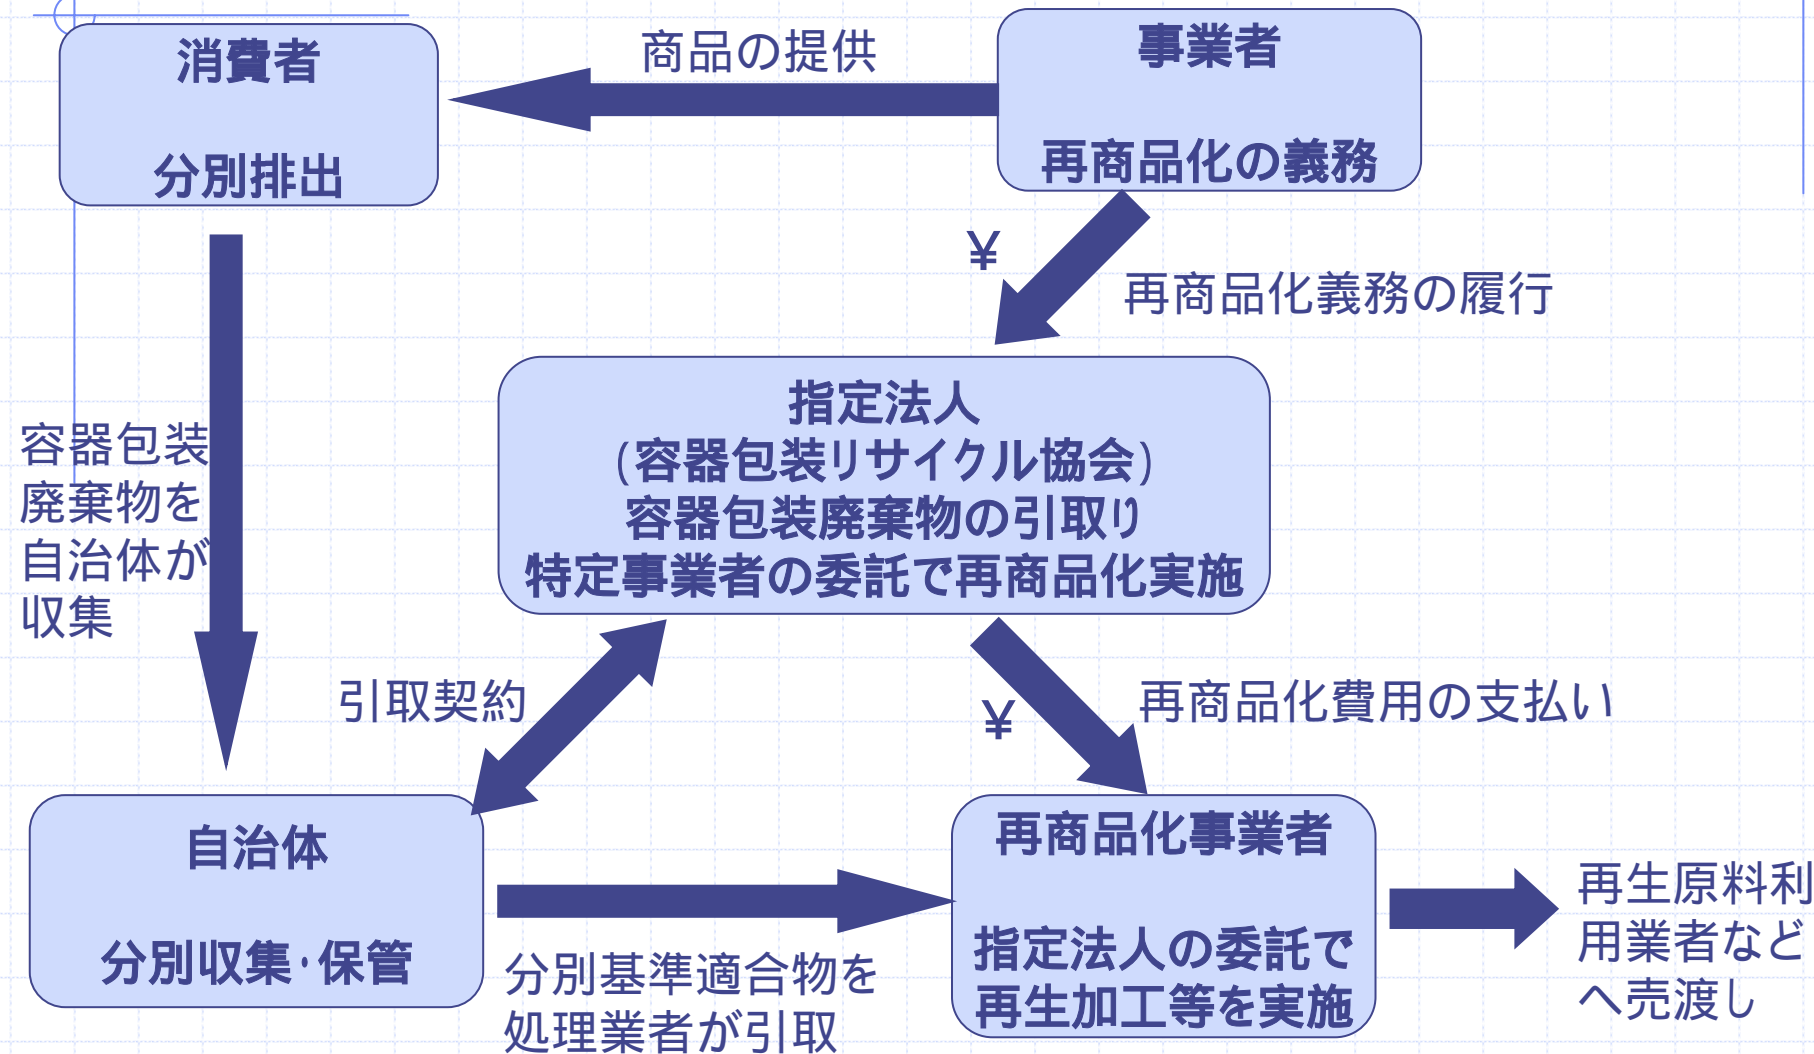 消費者
分別排出
商品の提供
事業者
再商品化の義務
¥
再商品化義務の履行
容器包装
廃棄物を
自治体が
収集
指定法人
(容器包装リサイクル協会)
容器包装廃棄物の引取り
特定事業者の委託で再商品化実施
引取契約
¥
再商品化費用の支払い
自治体
分別収集・保管
分別基準適合物を
処理業者が引取
再商品化事業者
指定法人の委託で
再生加工等を実施
再生原料利
用業者など
へ売渡し